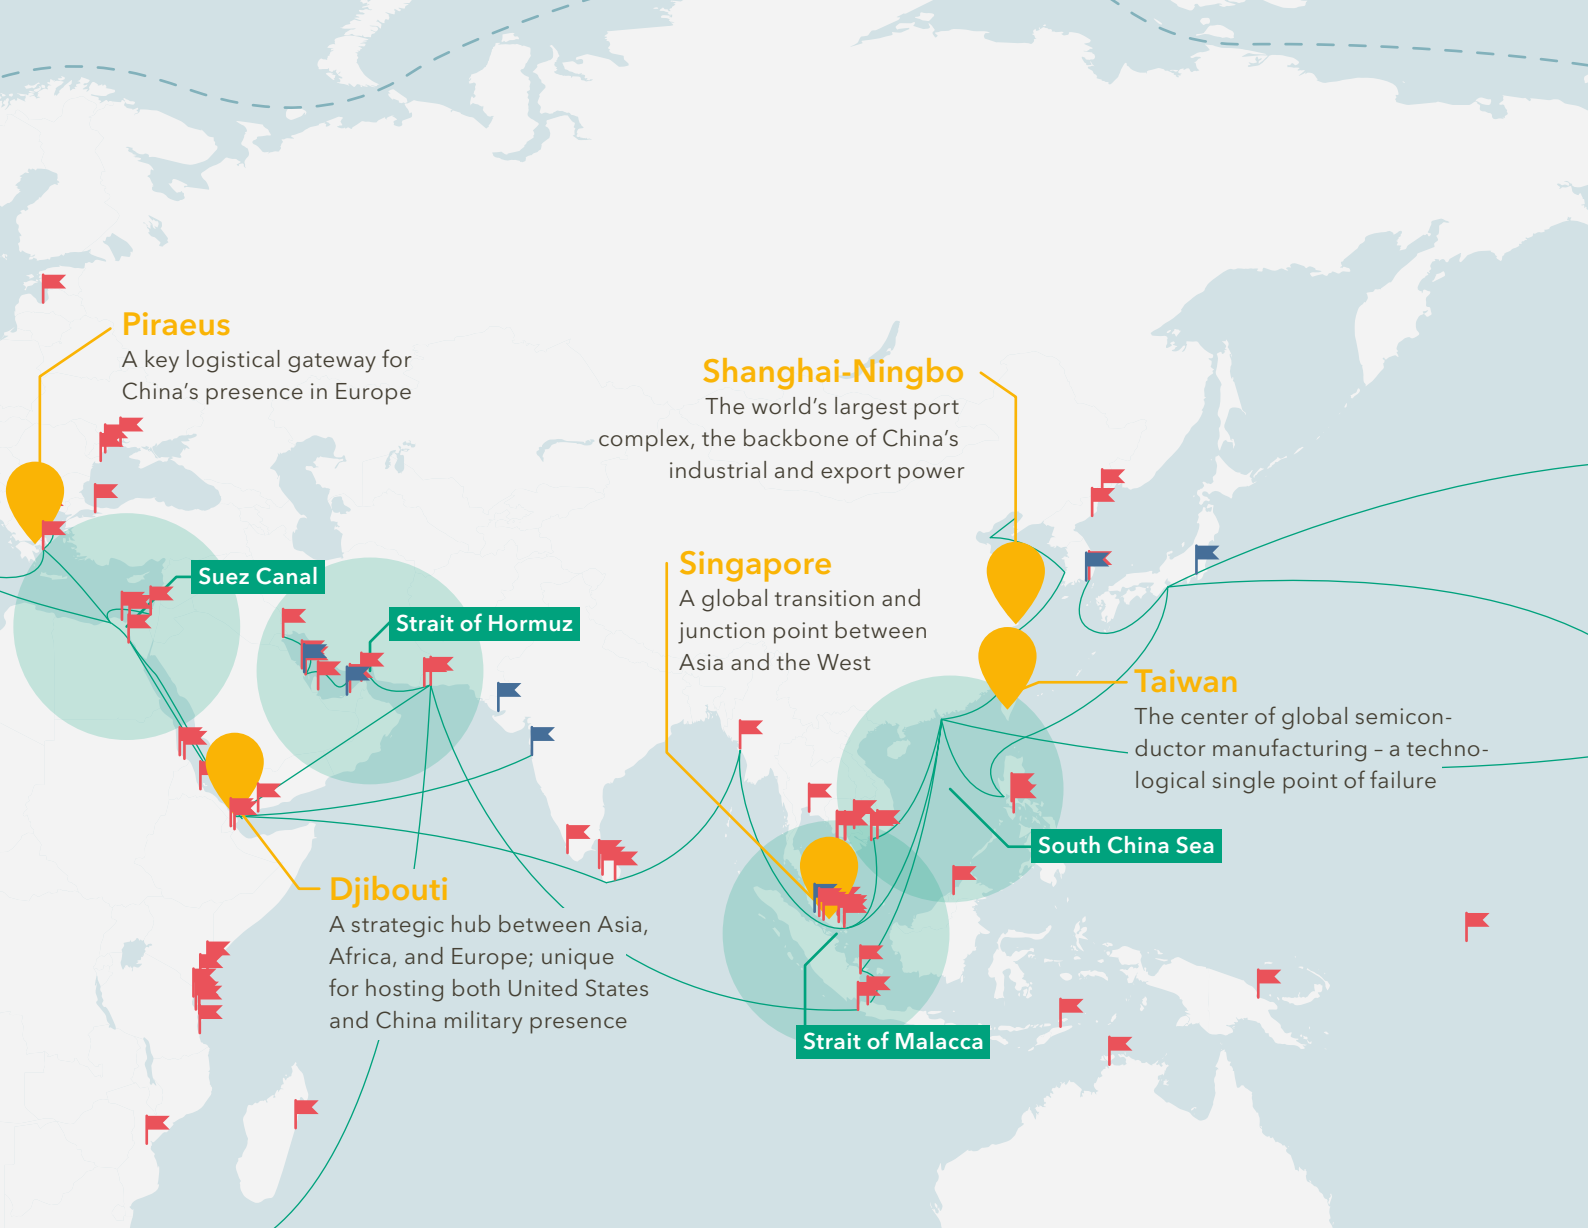 Piraeus
A key logistical gateway for
China's presence in Europe
Shanghai-Ningbo
The world's largest port
complex, the backbone of China's
industrial and export power
Suez Canal
Strait of Hormuz
Singapore
A global transition and
junction point between
Asia and the West
Taiwan
The center of global semicon-
ductor manufacturing – a techno-
logical single point of failure
South China Sea
Djibouti
A strategic hub between Asia,
Africa, and Europe; unique
for hosting both United States
and China military presence
Strait of Malacca